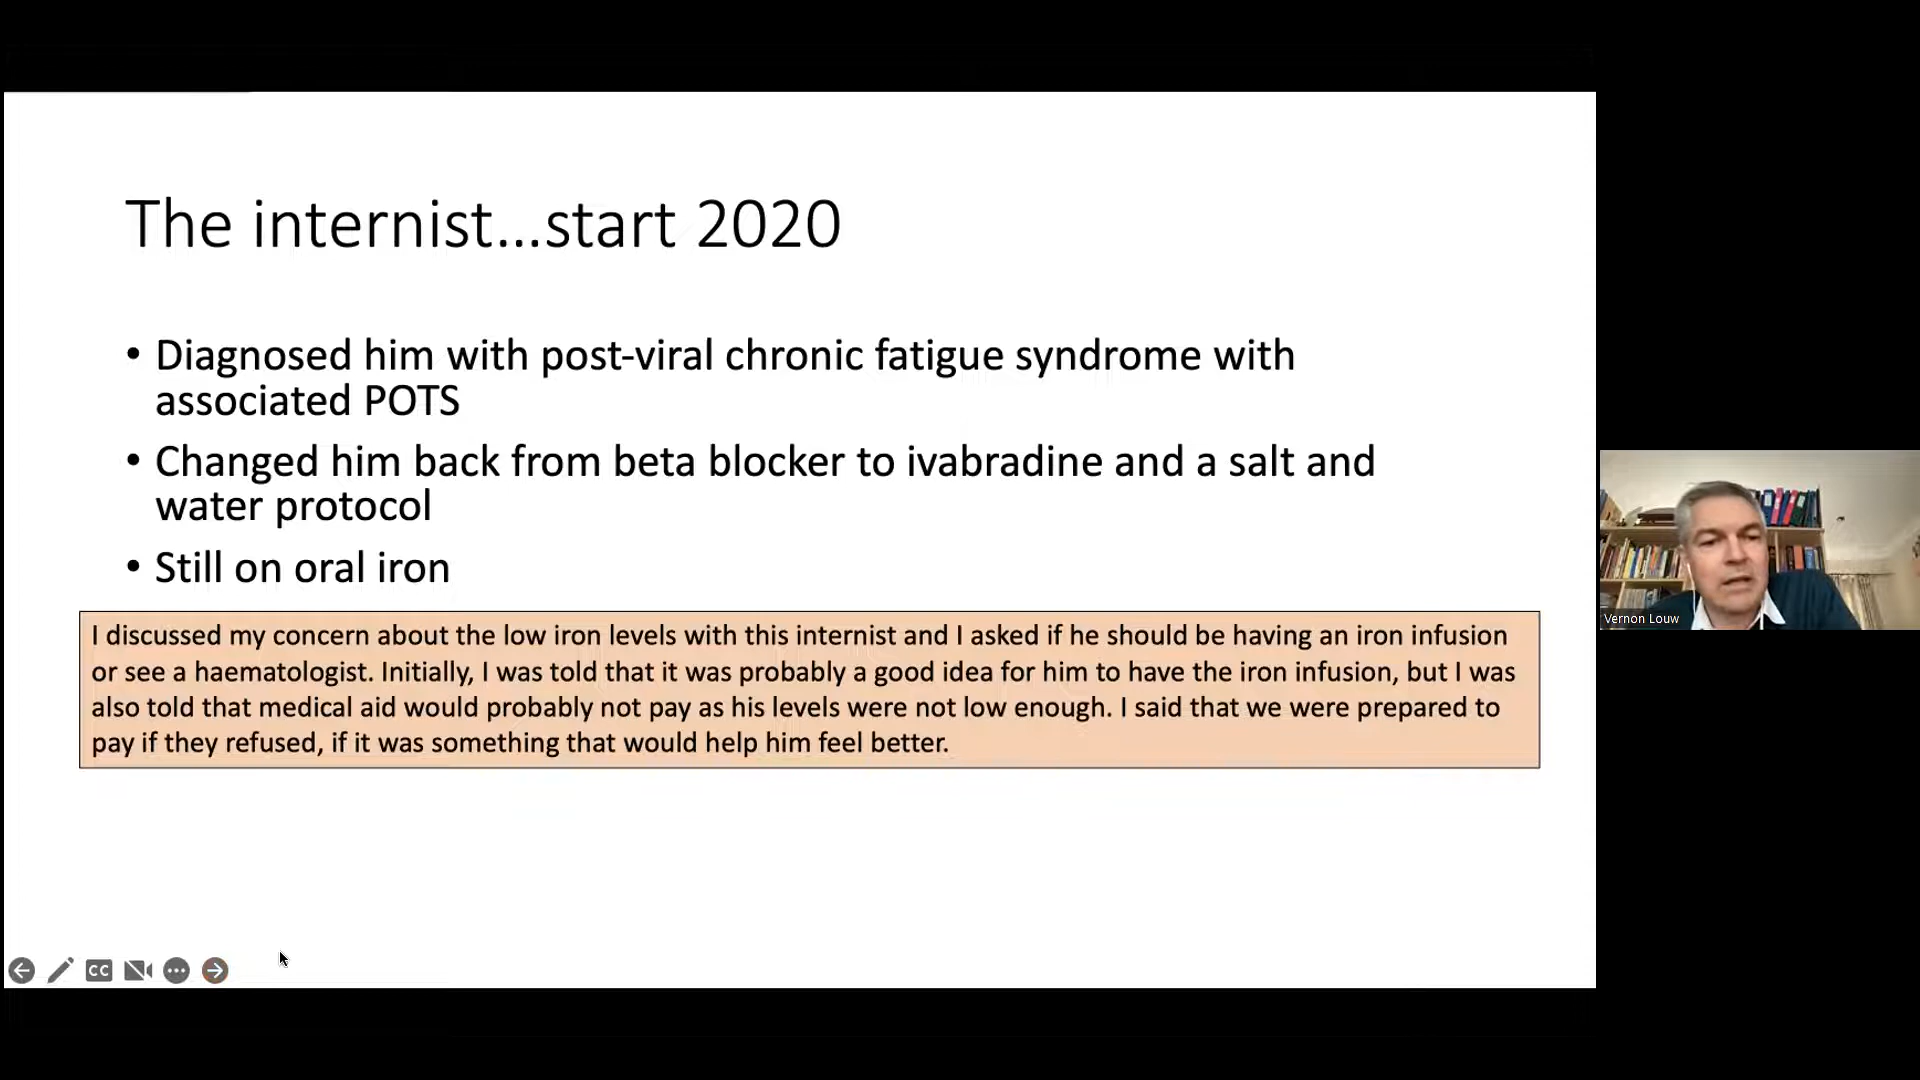 The internist...start 2020
• Diagnosed him with post-viral chronic fatigue syndrome with
associated POTS
• Changed him back from beta blocker to ivabradine and a salt and
water protocol
• Still on oral iron
I discussed my concern about the low iron levels with this internist and I asked if he should be having an iron infusion
or see a haematologist. Initially, I was told that it was probably a good idea for him to have the iron infusion, but I was
also told that medical aid would probably not pay as his levels were not low enough. I said that we were prepared to
pay if they refused, if it was something that would help him feel better.
CC
Vernon Louw